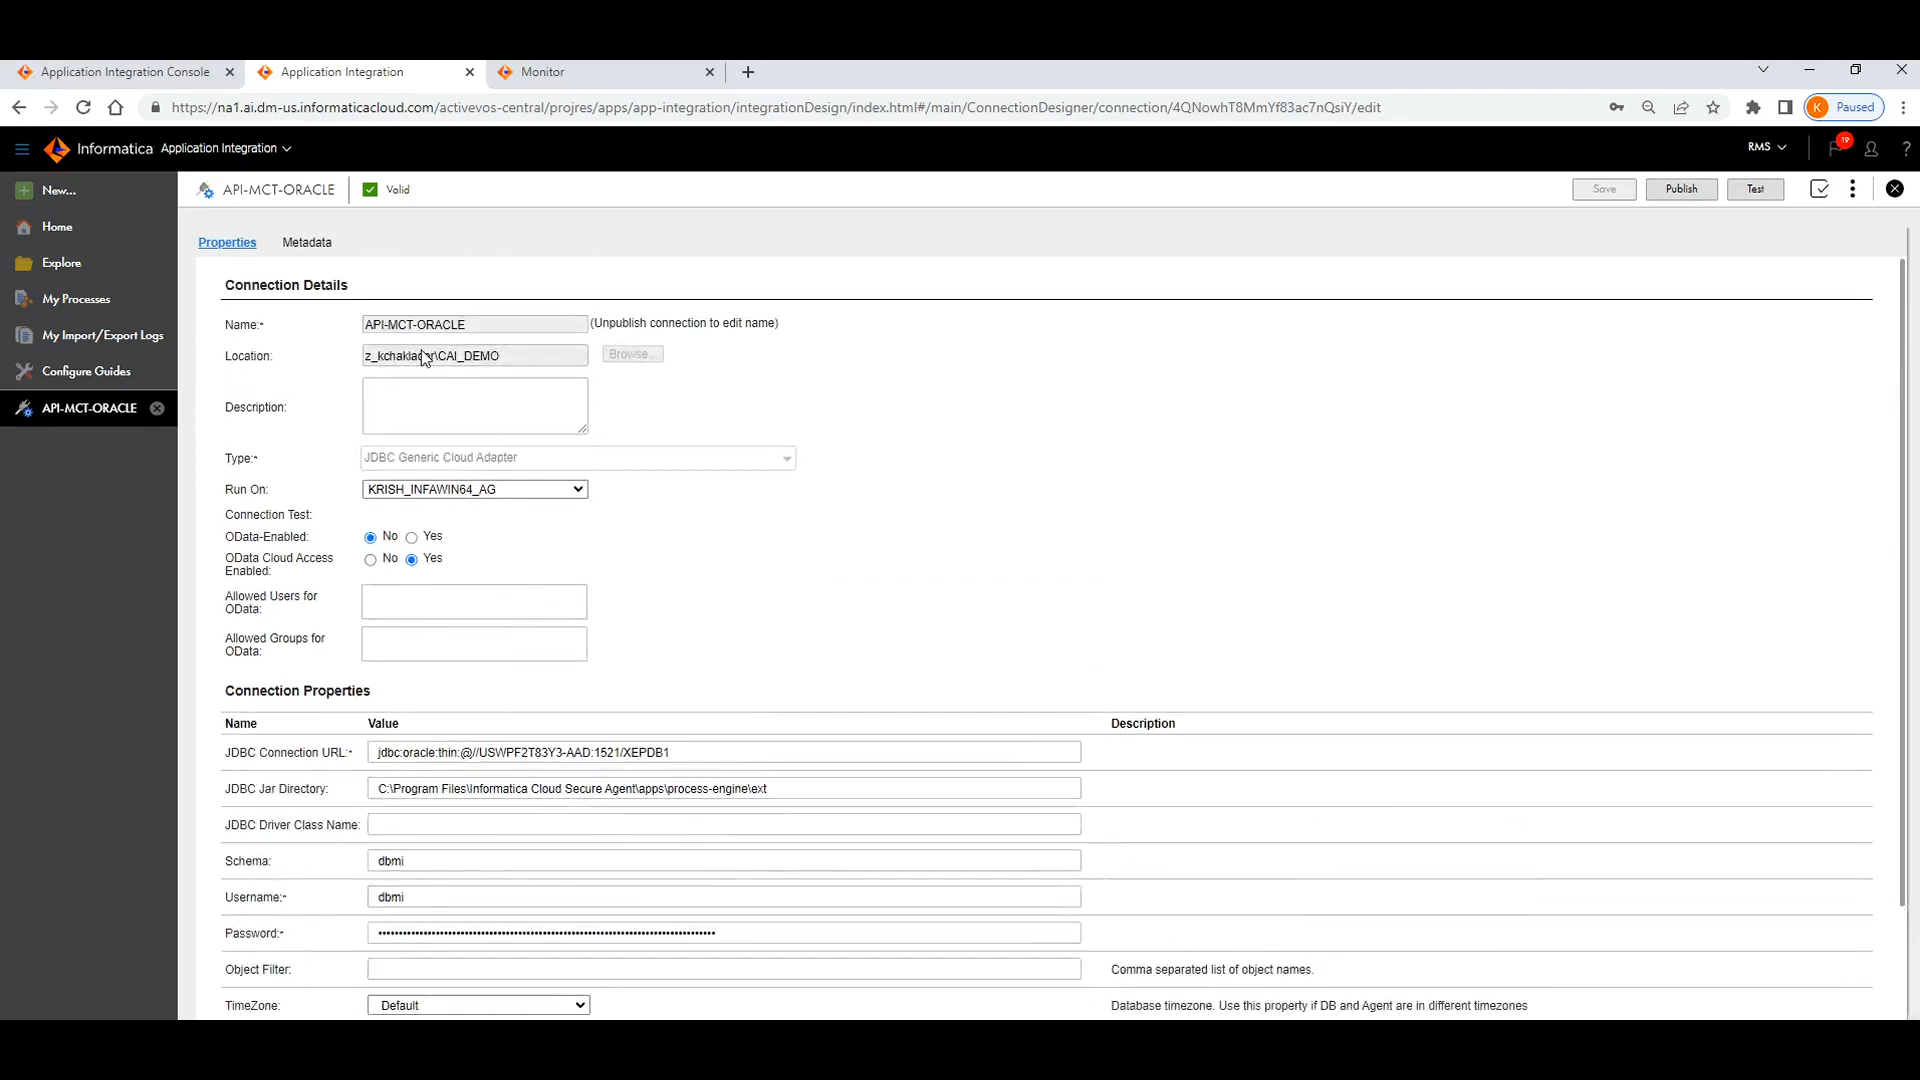 Application Integration Console
Application Integration
Monitor
https://na1.ai.dm-us.informaticacloud.com/activevos-central/projres/apps/app-integration/integrationDesign/index.html#/main/ConnectionDesigner/connection/4QNowhT8MmYf83ac7nQsiY/edit
K Paused
Informatica Application Integration
RMS
19
?
New...
API-MCT-ORACLE
Valid
Save
Publish
Test
Home
Explore
My Processes
My Import/Export Logs
Configure Guides
API-MCT-ORACLE
Properties
Metadata
Connection Details
Name:* API-MCT-ORACLE (Unpublish connection to edit name)
Location: z_kchaklader\CAI_DEMO Browse...
Description:
Type:* JDBC Generic Cloud Adapter
Run On: KRISH_INFAWIN64_AG
Connection Test:
OData-Enabled: No Yes
OData Cloud Access
Enabled:
No Yes
Allowed Users for
OData:
Allowed Groups for
OData:
Connection Properties
Name Value Description
JDBC Connection URL:* jdbc:oracle:thin:@//USWPF2T83Y3-AAD:1521/XEPDB1
JDBC Jar Directory: C:\Program Files\Informatica Cloud Secure Agent\apps\process-engine\ext
JDBC Driver Class Name:
Schema: dbmi
Username:* dbmi
Password:*
Object Filter: Comma separated list of object names.
TimeZone: Default Database timezone. Use this property if DB and Agent are in different timezones